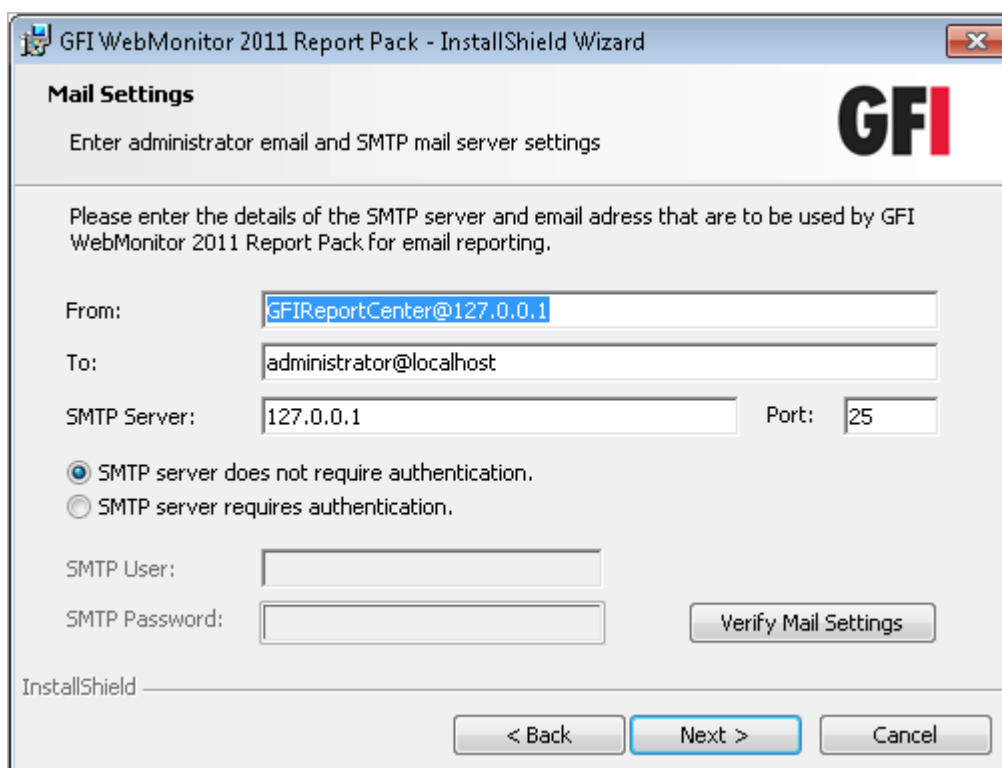 GFI WebMonitor 2011 Report Pack - InstallShield Wizard
Mail Settings
Enter administrator email and SMTP mail server settings
GFI
Please enter the details of the SMTP server and email adress that are to be used by GFI
WebMonitor 2011 Report Pack for email reporting.
From: GFIReportCenter@127.0.0.1
To: administrator@localhost
SMTP Server: 127.0.0.1 Port: 25
SMTP server does not require authentication.
SMTP server requires authentication.
SMTP User:
SMTP Password: Verify Mail Settings
InstallShield
< Back Next > Cancel